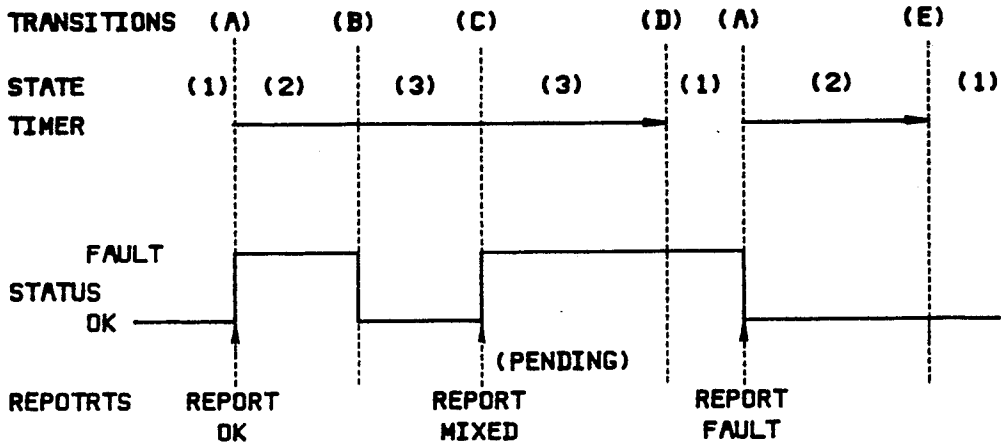 TRANSITIONS (A) (B) (C) (D) (A) (E)
STATE (1) (2) (3) (3) (1) (2) (1)
TIMER
FAULT
STATUS
OK
(PENDING)
REPOTRTS REPORT REPORT REPORT
OK MIXED FAULT